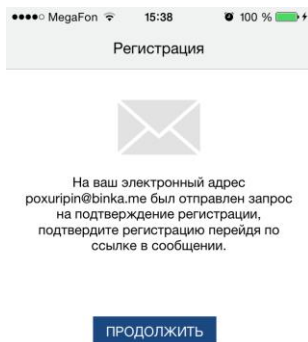 MegaFon 15:38 100 %
Регистрация
На ваш электронный адрес
poxuripin@binka.me был отправлен запрос
на подтверждение регистрации,
подтвердите регистрацию перейдя по
ссылке в сообщении.
ПРОДОЛЖИТЬ